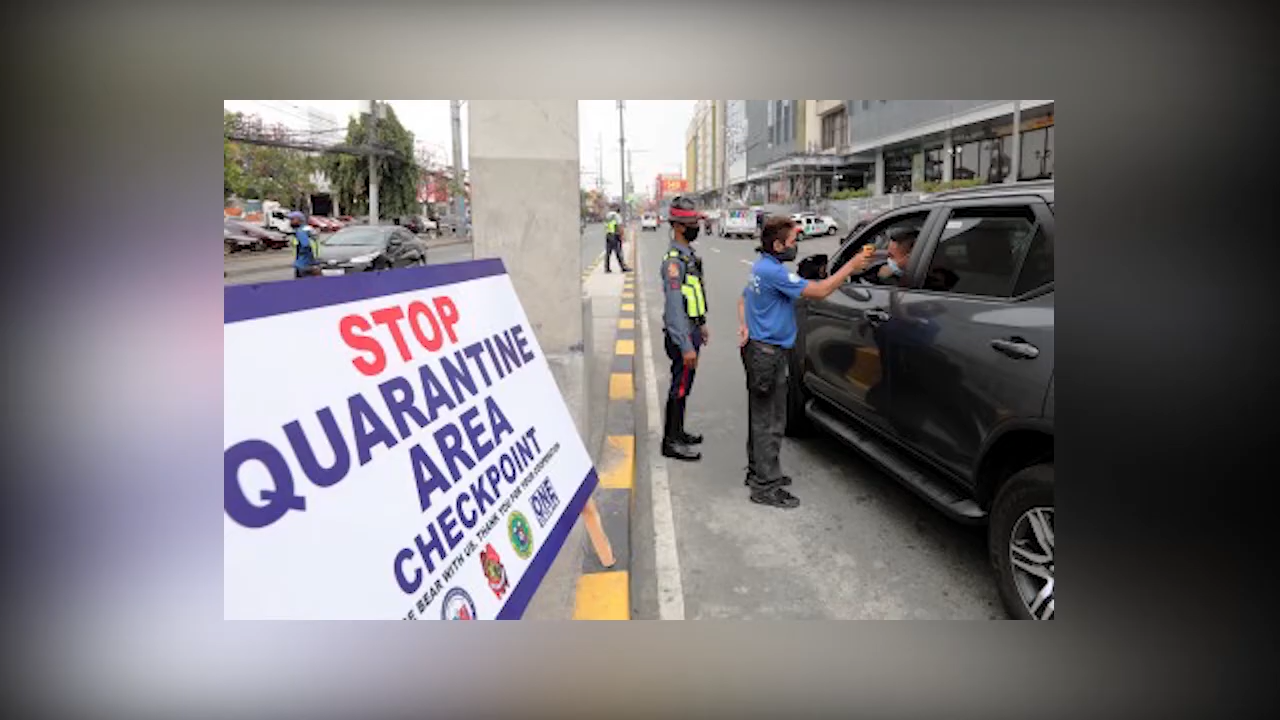 STOP
QUARANTINE
AREA
CHECKPOINT
BEAR WITH US. THANK YOU FOR YOUR COOPERATION
ONE